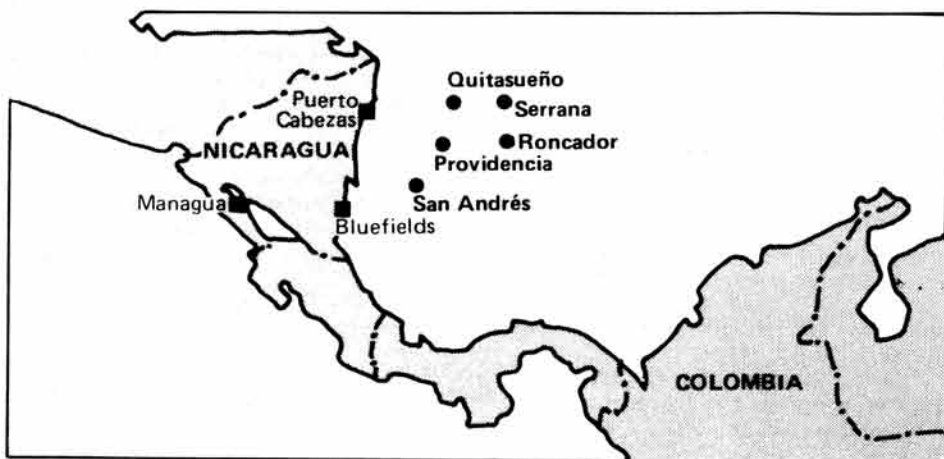 Quitasueño
Puerto
Cabezas
Serrana
NICARAGUA
Roncador
Providencia
Managua
San Andrés
Bluefields
COLOMBIA